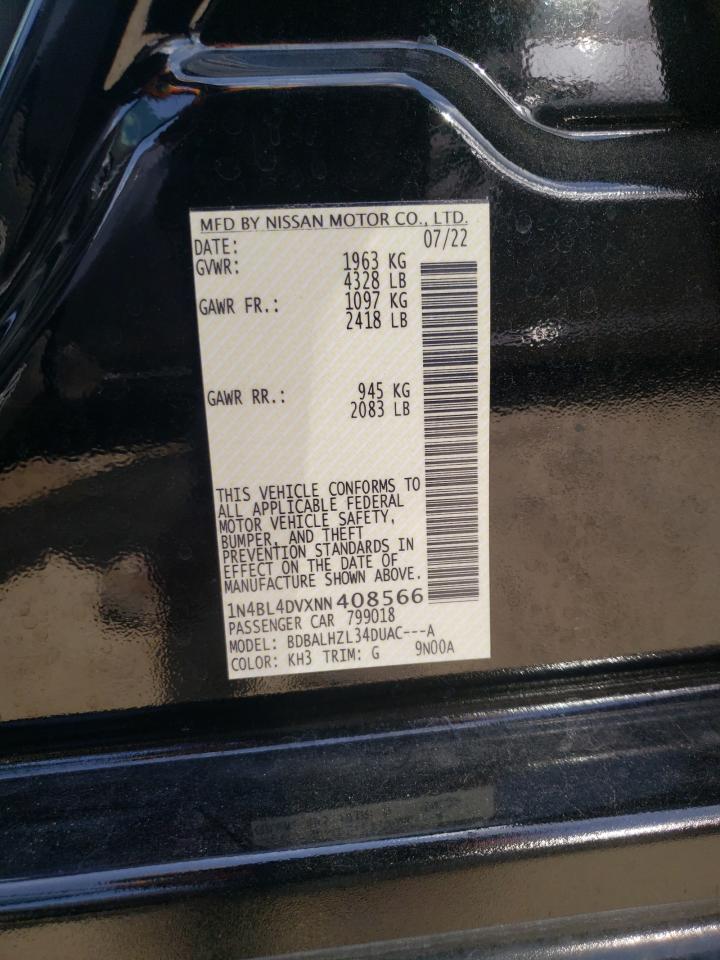 MFD BY NISSAN MOTOR CO., LTD.
DATE: 07/22
GVWR: 1963 KG
4328 LB
GAWR FR.: 1097 KG
2418 LB
GAWR RR.: 945 KG
2083 LB
THIS VEHICLE CONFORMS TO
ALL APPLICABLE FEDERAL
MOTOR VEHICLE SAFETY,
BUMPER, AND THEFT
PREVENTION STANDARDS IN
EFFECT ON THE DATE OF
MANUFACTURE SHOWN ABOVE.
1N4BL4DVXNN408566
PASSENGER CAR 799018
MODEL: BDBALHZL34DUAC---A
COLOR: KH3 TRIM: G 9N00A